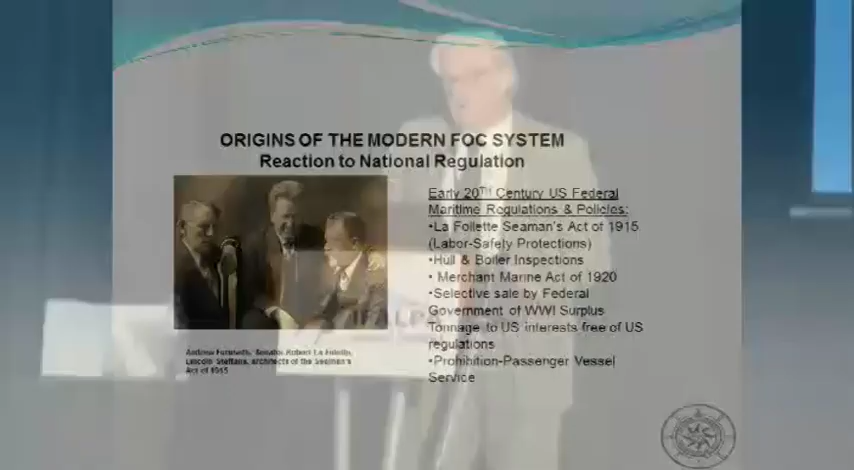 ORIGINS OF THE MODERN FOC SYSTEM
Reaction to National Regulation
Early 20TH Century US Federal
Maritime Regulations & Policies:
•La Follette Seaman's Act of 1915
(Labor-Safety Protections)
•Hull & Boiler Inspections
• Merchant Marine Act of 1920
•Selective sale by Federal
Government of WWI Surplus
Tonnage to US interests free of US
regulations
•Prohibition-Passenger Vessel
Service
IFALPA
Andrew Furuseth, Senator Robert La Follette,
Lincoln Steffens, architects of the Seaman's
Act of 1915